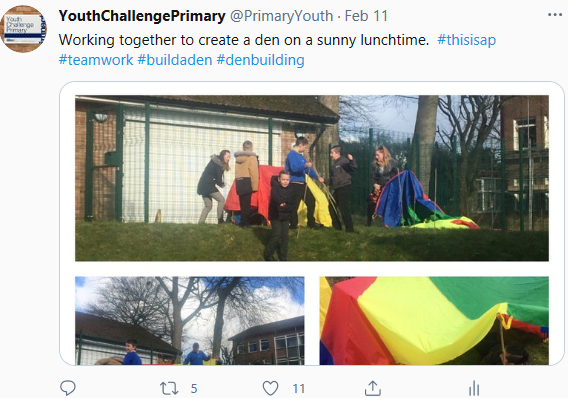 Youth
Challenge
Primary
YouthChallengePrimary @PrimaryYouth · Feb 11
Working together to create a den on a sunny lunchtime. #thisisap
#teamwork #buildaden #denbuilding
5
11